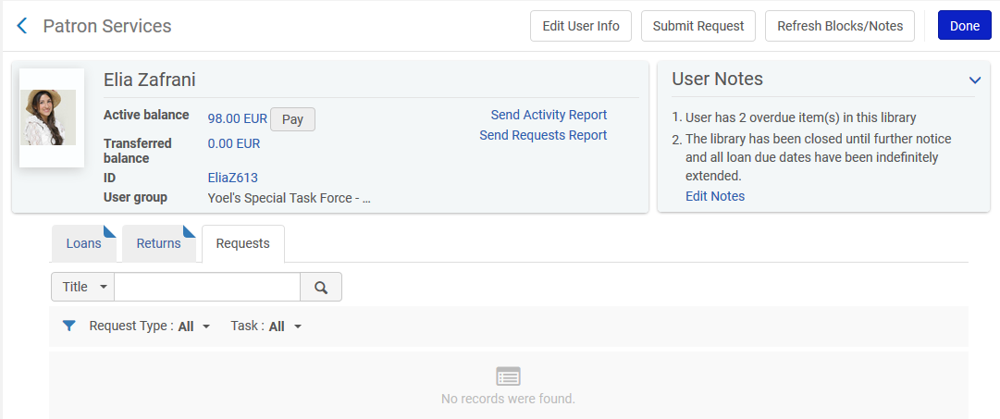 Patron Services
Edit User Info
Submit Request
Refresh Blocks/Notes
Done
Elia Zafrani
Active balance 98.00 EUR Pay
Transferred balance 0.00 EUR
ID EliaZ613
User group Yoel's Special Task Force - ...
Send Activity Report
Send Requests Report
User Notes
1. User has 2 overdue item(s) in this library
2. The library has been closed until further notice
and all loan due dates have been indefinitely
extended.
Edit Notes
Loans Returns Requests
Title
Request Type : All Task : All
No records were found.